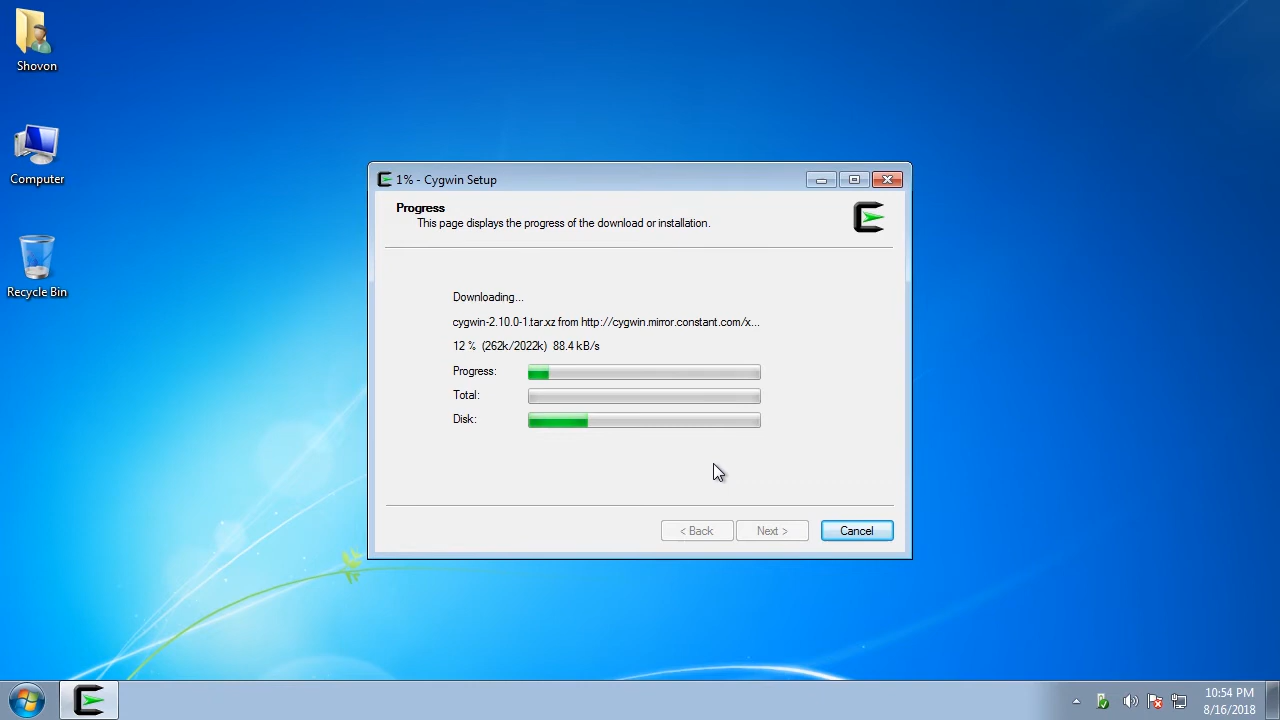 Shovon
Computer
Recycle Bin
1% - Cygwin Setup
Progress
This page displays the progress of the download or installation.
Downloading...
cygwin-2.10.0-1.tar.xz from http://cygwin.mirror.constant.com/x...
12 % (262k/2022k) 88.4 kB/s
Progress:
Total:
Disk:
< Back
Next >
Cancel
10:54 PM
8/16/2018